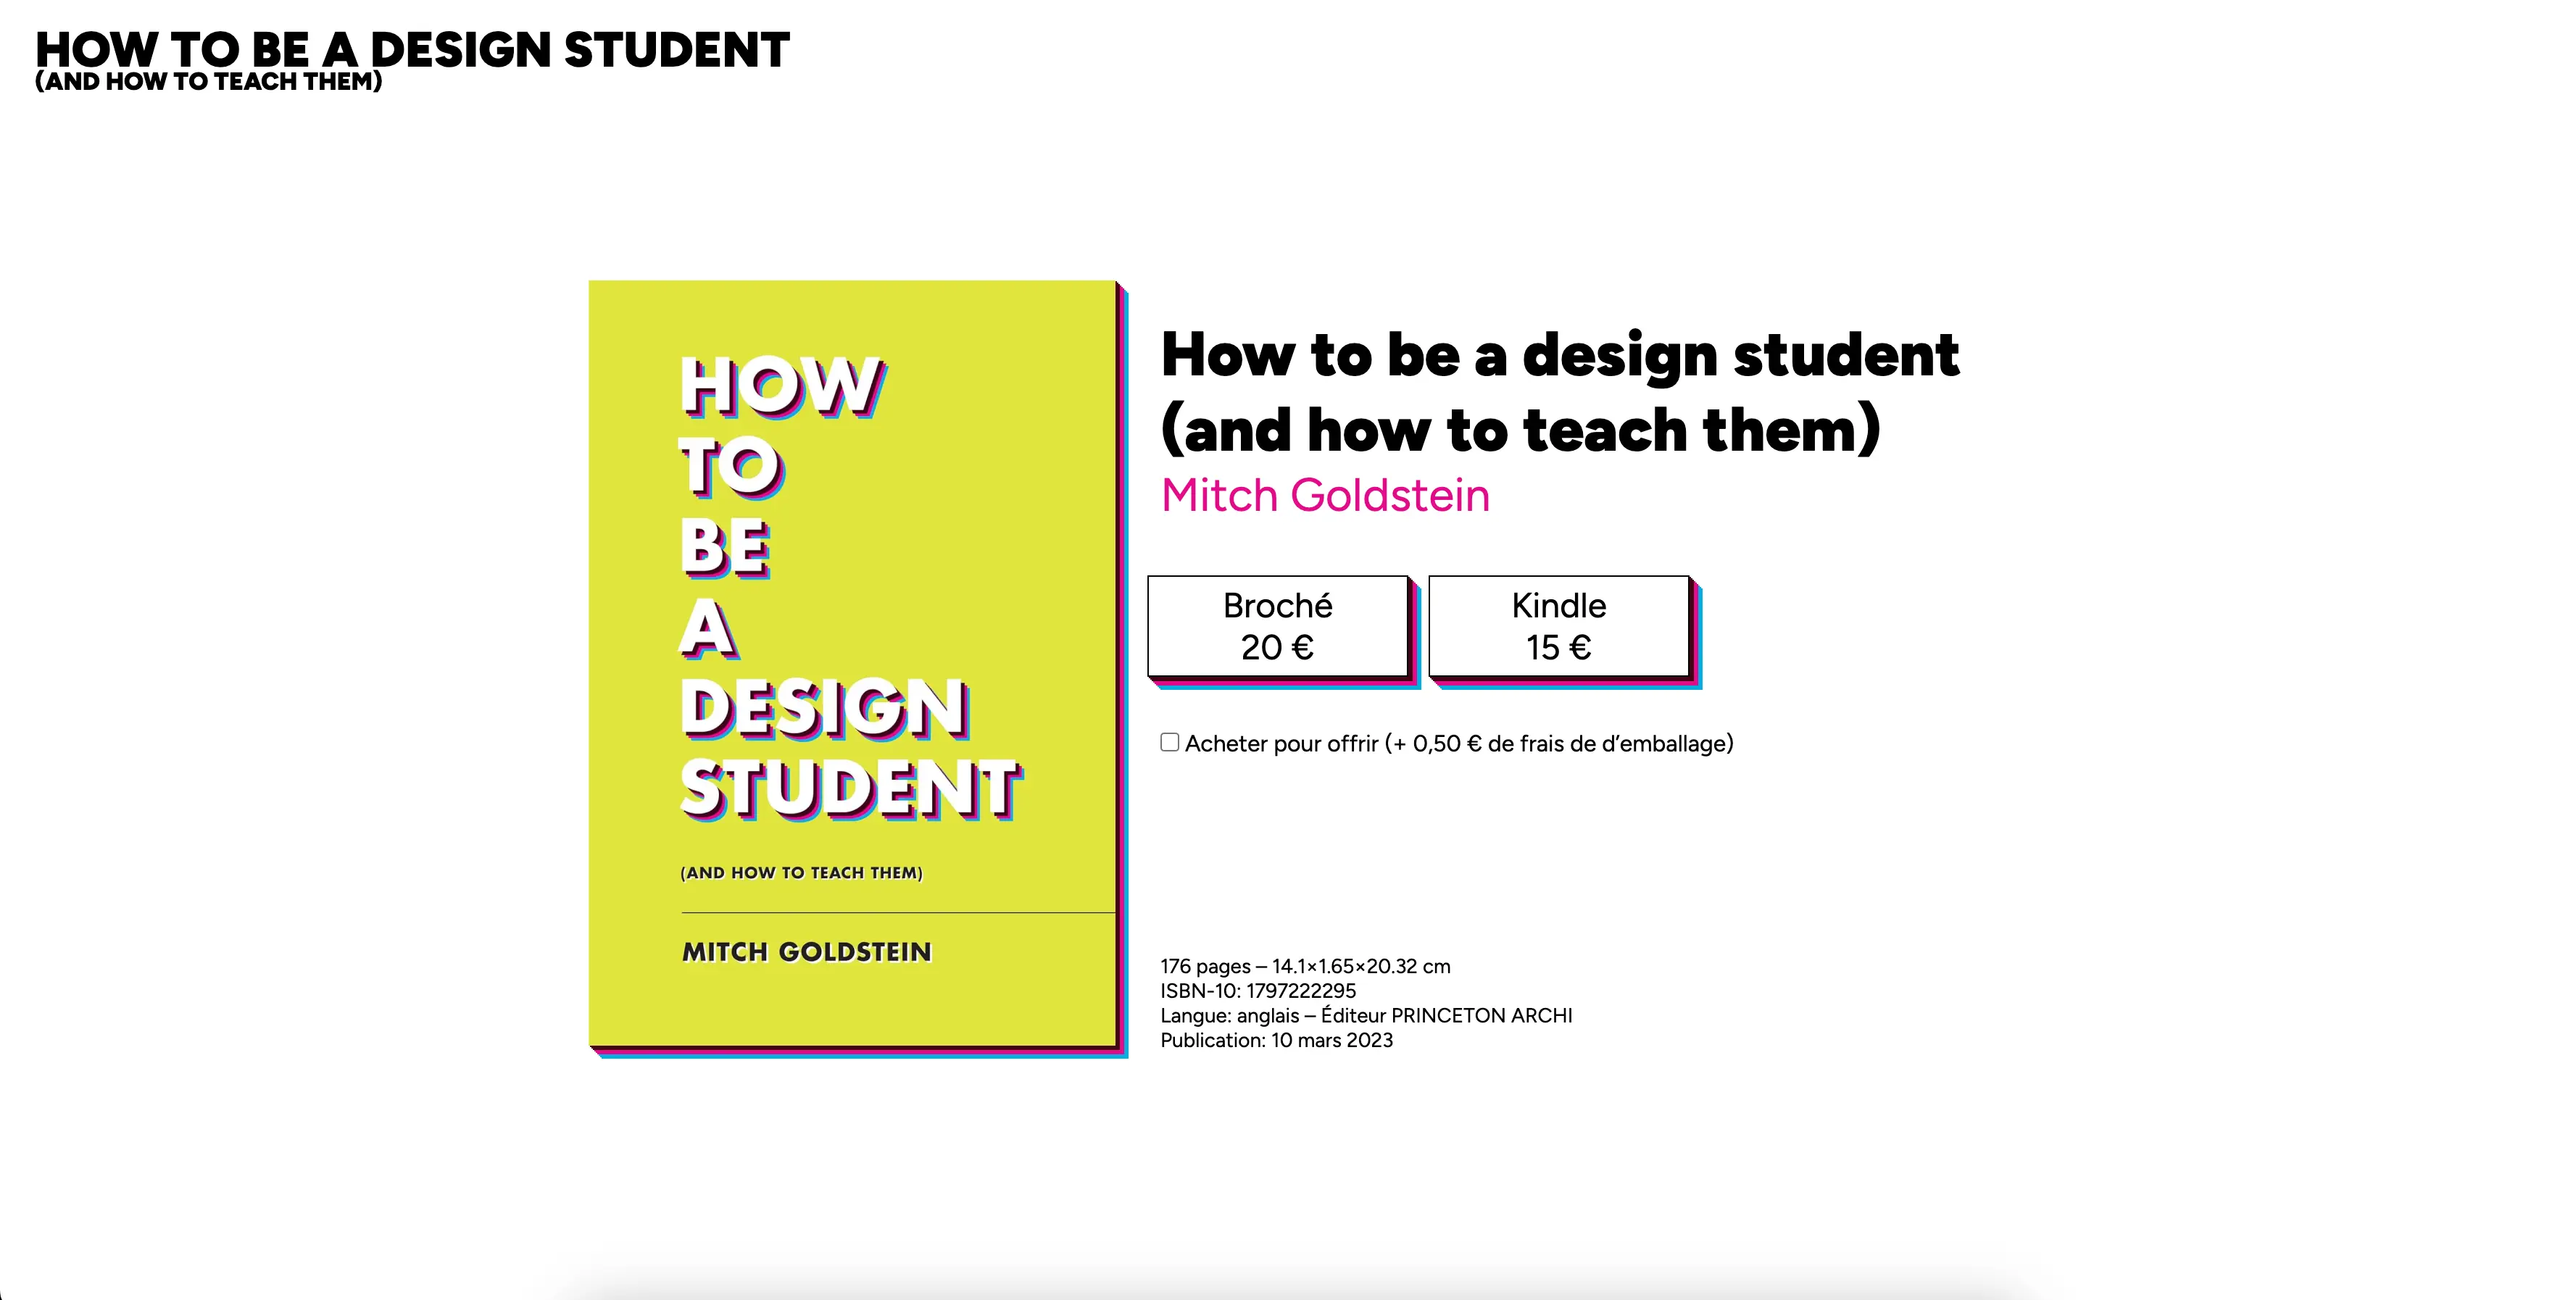 HOW TO BE A DESIGN STUDENT
(AND HOW TO TEACH THEM)
HOW
TO
BE
A
DESIGN
STUDENT
(AND HOW TO TEACH THEM)
MITCH GOLDSTEIN
How to be a design student
(and how to teach them)
Mitch Goldstein
Broché
20 €
Kindle
15 €
Acheter pour offrir (+ 0,50 € de frais de d’emballage)
176 pages – 14.1×1.65×20.32 cm
ISBN-10: 1797222295
Langue: anglais – Éditeur PRINCETON ARCHI
Publication: 10 mars 2023